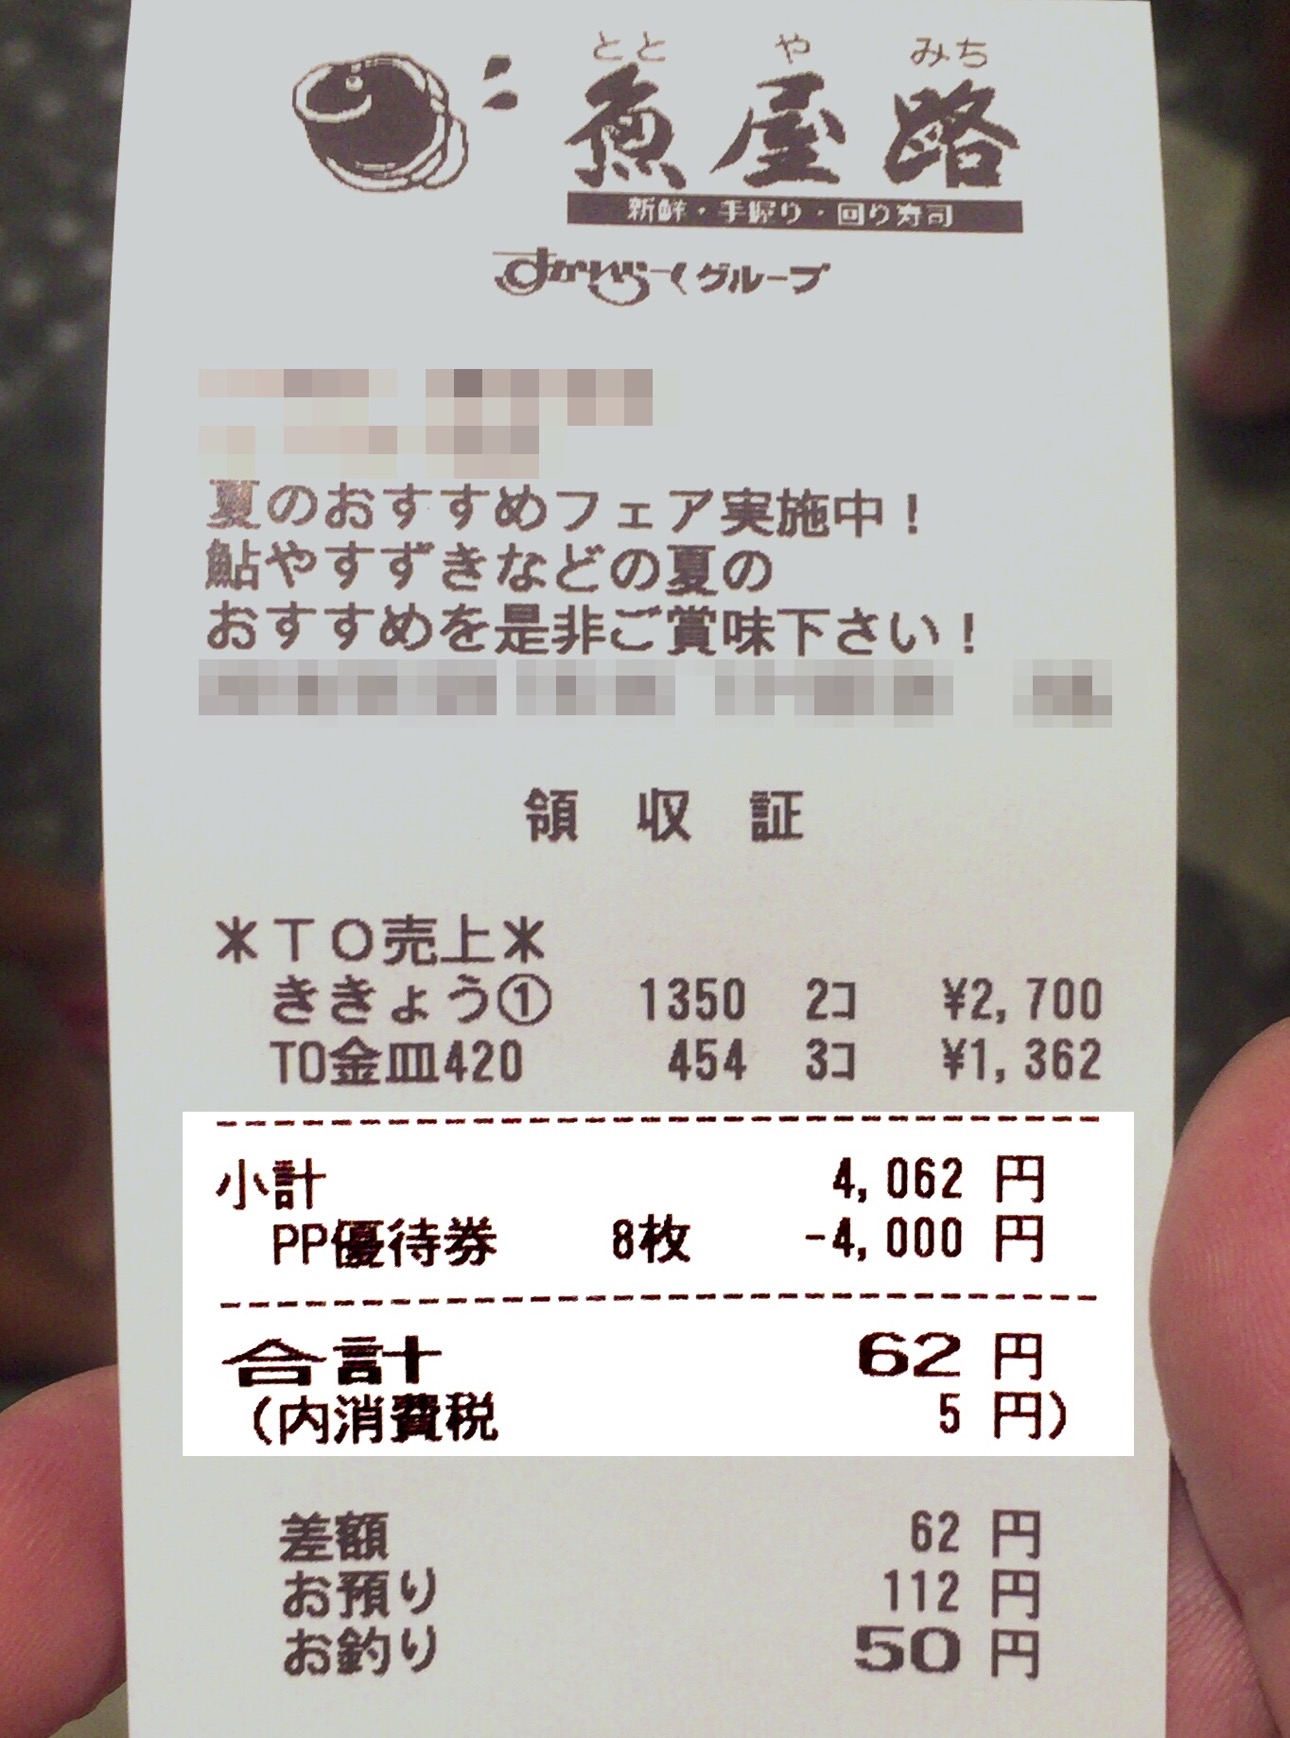 とと や みち
魚屋路
新鮮・手握り・回り寿司
すかいらーくグループ
夏のおすすめフェア実施中！
鮎やすずきなどの夏の
おすすめを是非ご賞味下さい！
領 収 証
＊ＴＯ売上＊
ききょう① 1350 2コ ¥2,700
TO金皿420 454 3コ ¥1,362
小計 4,062 円
PP優待券 8枚 -4,000 円
合計 62 円
(内消費税 5 円)
差額 62 円
お預り 112 円
お釣り 50 円